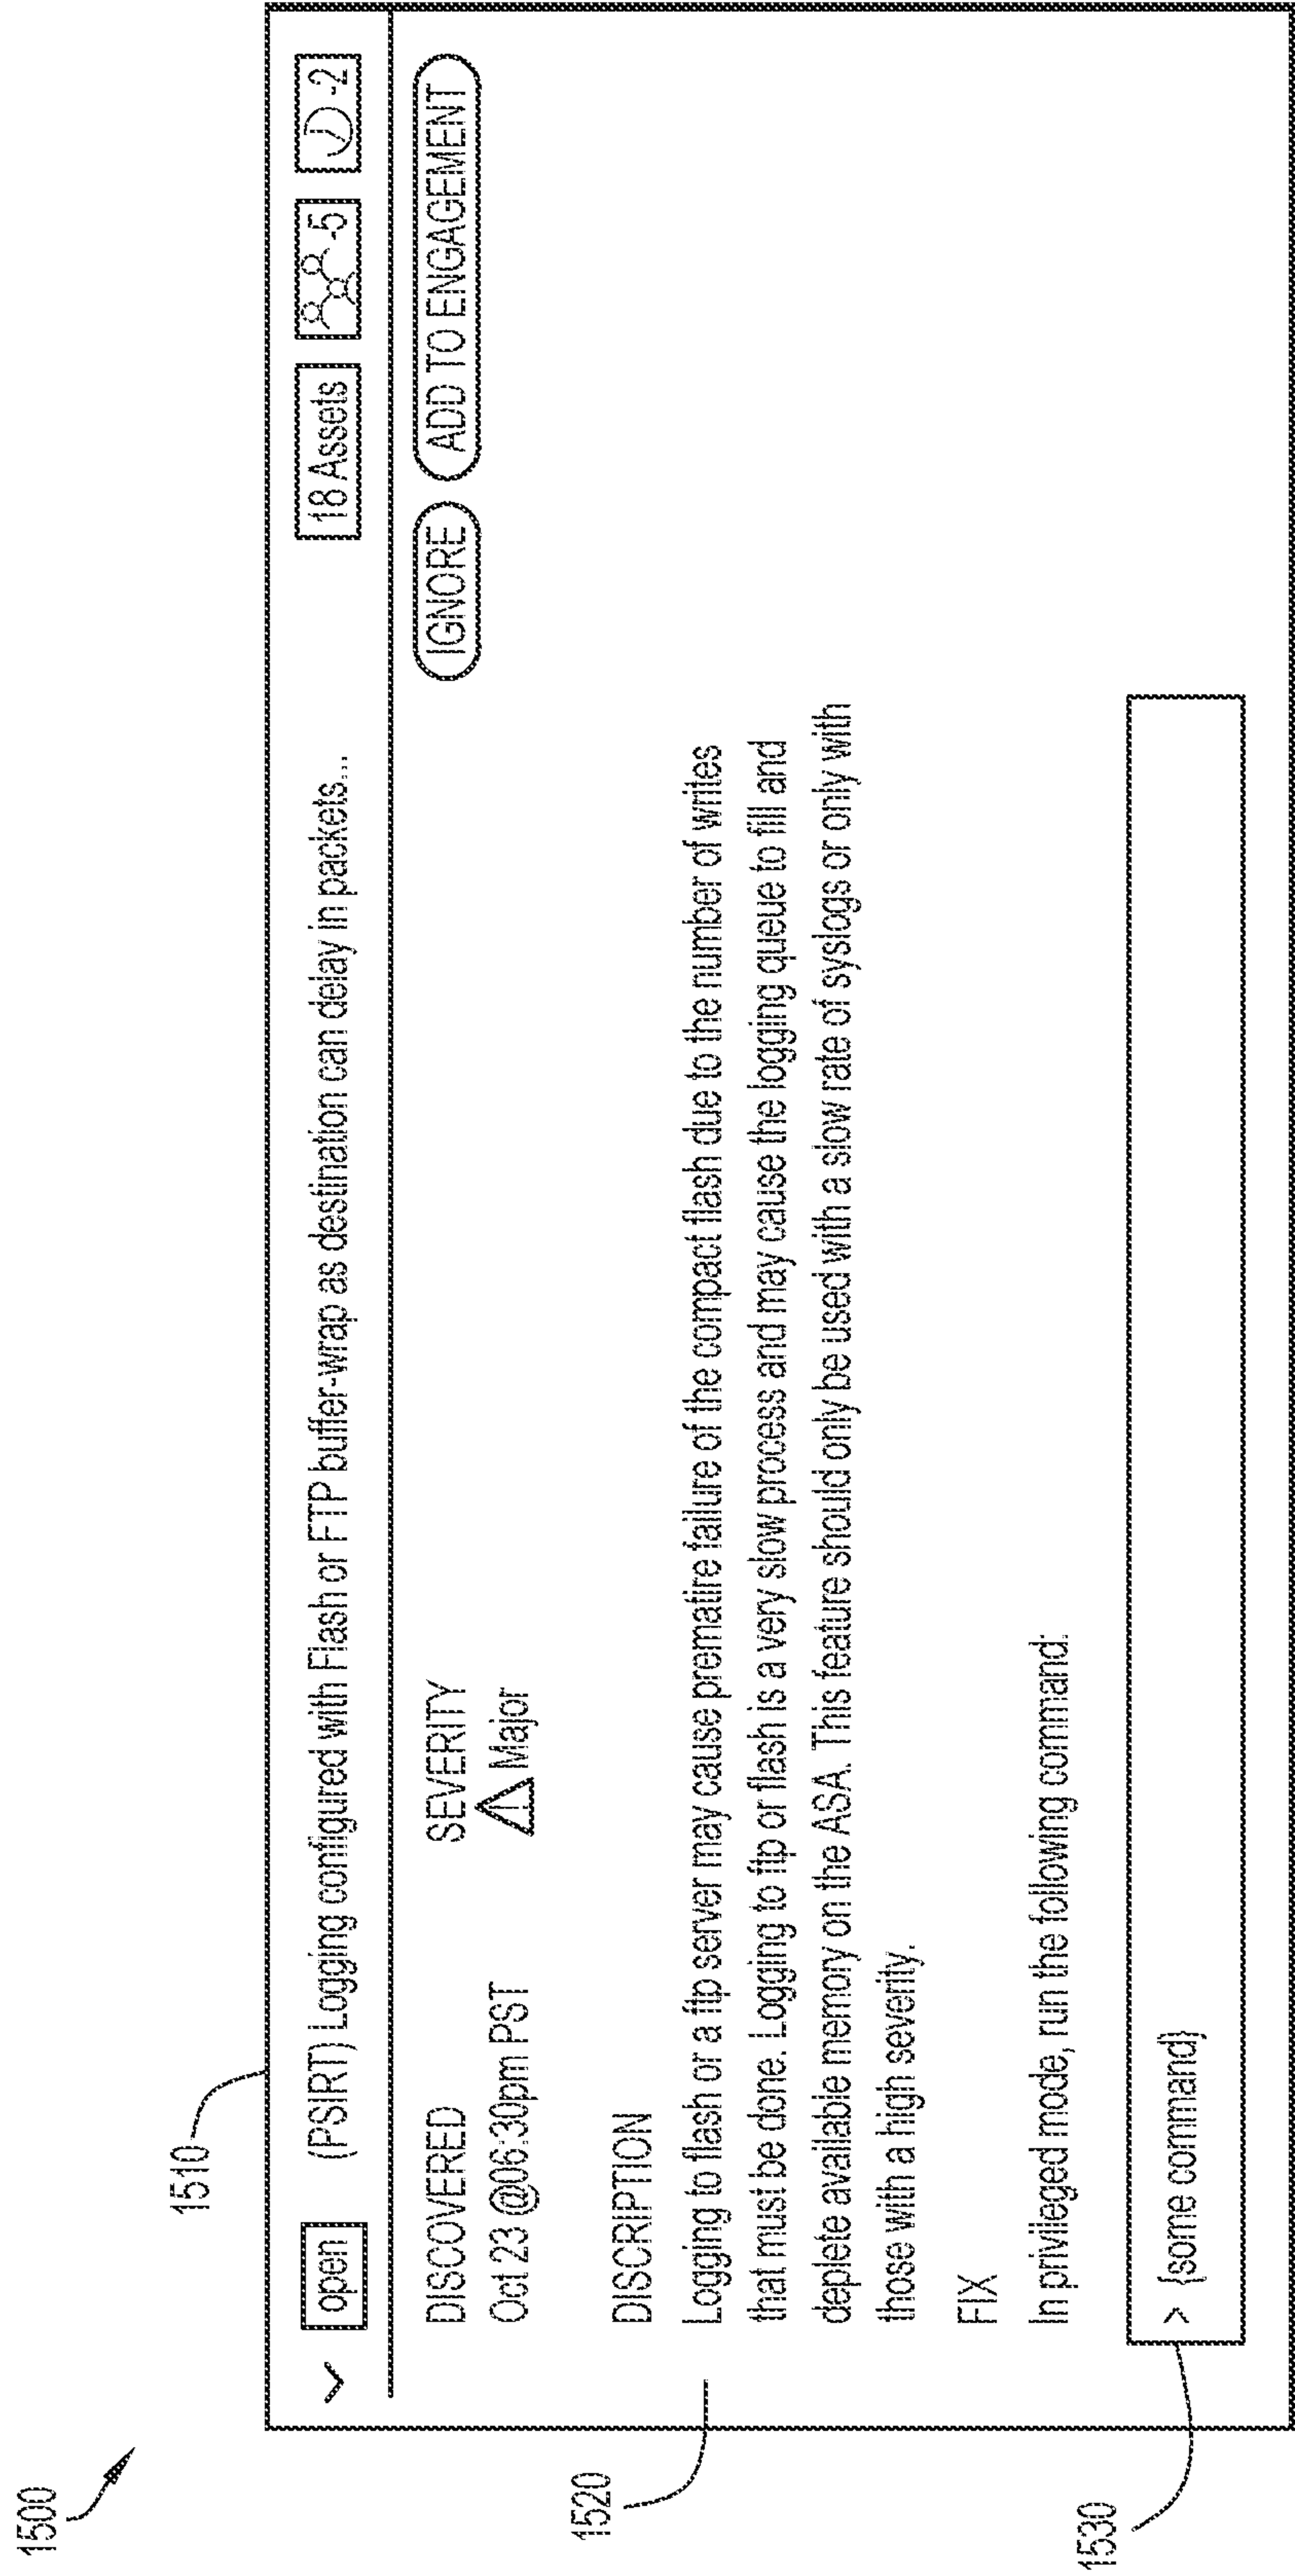 1500
1510
open (PSIRT) Logging configured with Flash or FTP buffer-wrap as destination can delay in packets... 18 Assets -5 -2
DISCOVERED SEVERITY IGNORE ADD TO ENGAGEMENT
Oct 23 @06:30pm PST Major
1520
DISCRIPTION
Logging to flash or a ftp server may cause prematire failure of the compact flash due to the number of writes
that must be done. Logging to ftp or flash is a very slow process and may cause the logging queue to fill and
deplete available memory on the ASA. This feature should only be used with a slow rate of syslogs or only with
those with a high severity.
FIX
In privileged mode, run the following command:
1530
> {some command}